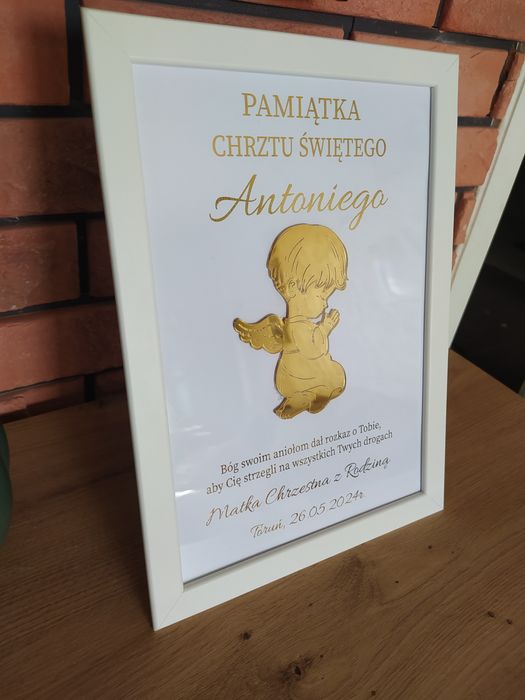 PAMIĄTKA
CHRZTU ŚWIĘTEGO
Antoniego
Bóg swoim aniołom dał rozkaz o Tobie,
aby Cię strzegli na wszystkich Twych drogach
Matka Chrzestna z Rodziną
Toruń, 26.05.2024r.